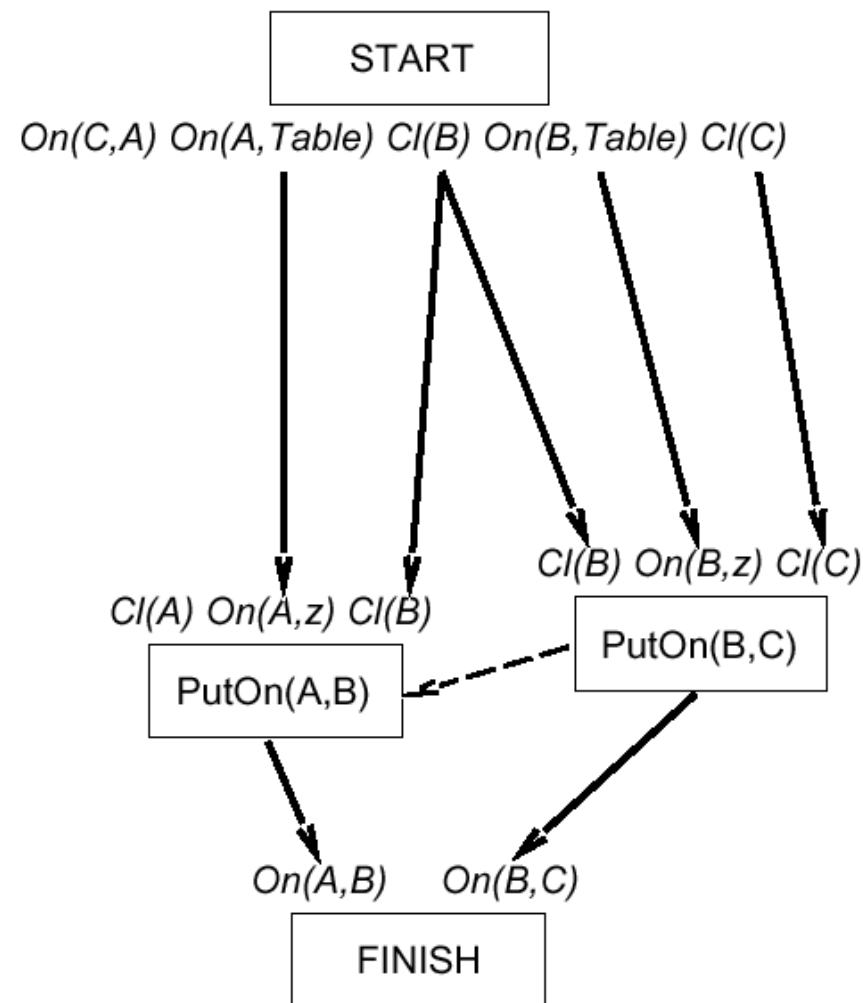 START
On(C,A) On(A,Table) Cl(B) On(B,Table) Cl(C)
Cl(B) On(B,z) Cl(C)
Cl(A) On(A,z) Cl(B)
PutOn(B,C)
PutOn(A,B)
On(A,B) On(B,C)
FINISH